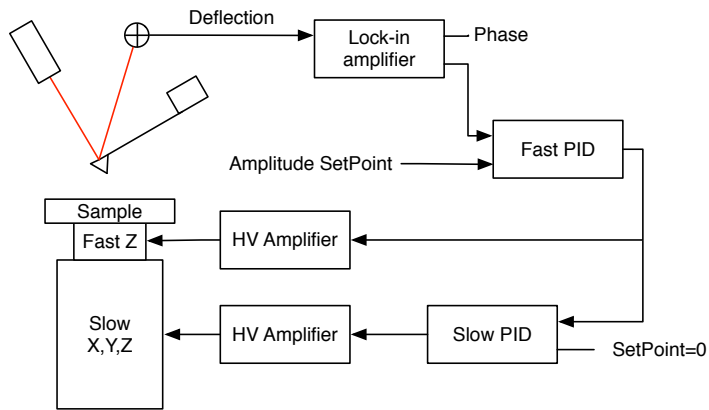 Deflection
Lock-in
amplifier
Phase
Fast PID
Amplitude SetPoint
Sample
Fast Z
HV Amplifier
Slow
X,Y,Z
HV Amplifier
Slow PID
SetPoint=0